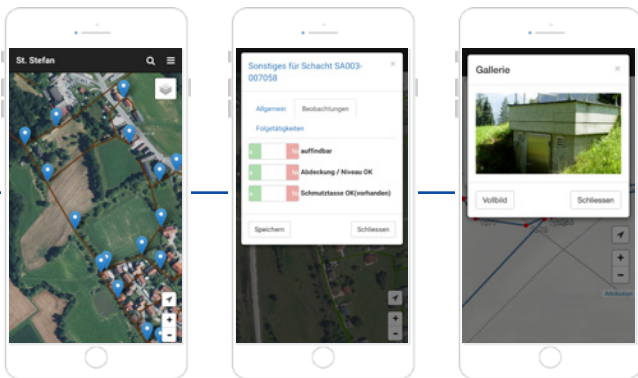 St. Stefan
+
-
Sonstiges für Schacht SA003-
007058
×
Allgemein
Beobachtungen
Folgetätigkeiten
auffindbar
Abdeckung / Niveau OK
Schmutztasse OK(vorhanden)
Speichern
Schliessen
+
-
Gallerie
×
Vollbild
Schliessen
+
-
Attribution